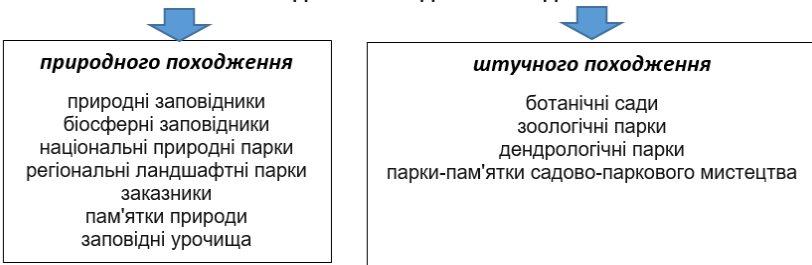 природного походження
природні заповідники
біосферні заповідники
національні природні парки
регіональні ландшафтні парки
заказники
пам'ятки природи
заповідні урочища
штучного походження
ботанічні сади
зоологічні парки
дендрологічні парки
парки-пам'ятки садово-паркового мистецтва